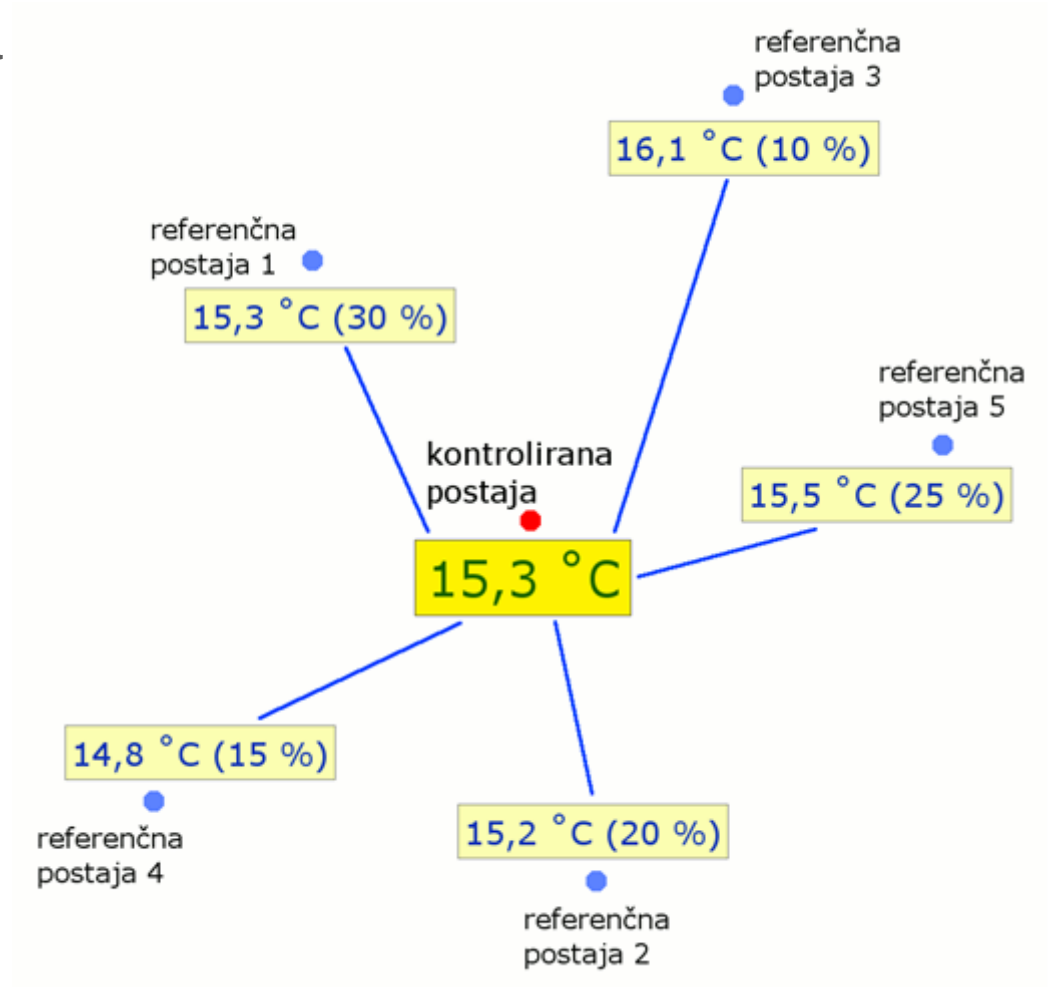 referenčna
postaja 3
16,1 °C (10 %)
referenčna
postaja 1
15,3 °C (30 %)
referenčna
postaja 5
15,5 °C (25 %)
kontrolirana
postaja
15,3 °C
14,8 °C (15 %)
referenčna
postaja 4
15,2 °C (20 %)
referenčna
postaja 2